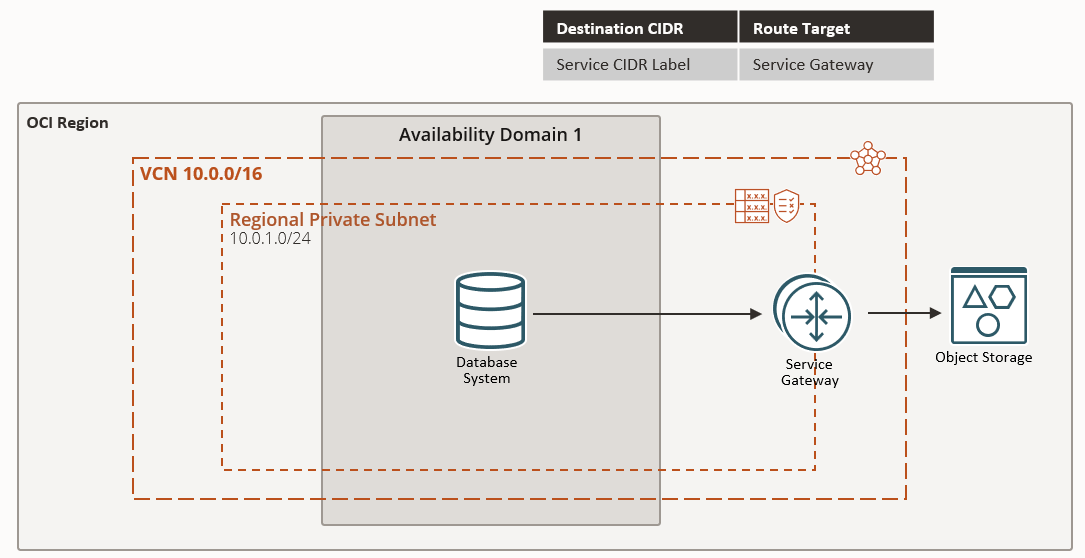 Destination CIDR Route Target
Service CIDR Label Service Gateway
OCI Region
Availability Domain 1
VCN 10.0.0/16
x.x.x.
x.x.x.
x.x.x.
Regional Private Subnet
10.0.1.0/24
Database
System
Service
Gateway
Object Storage